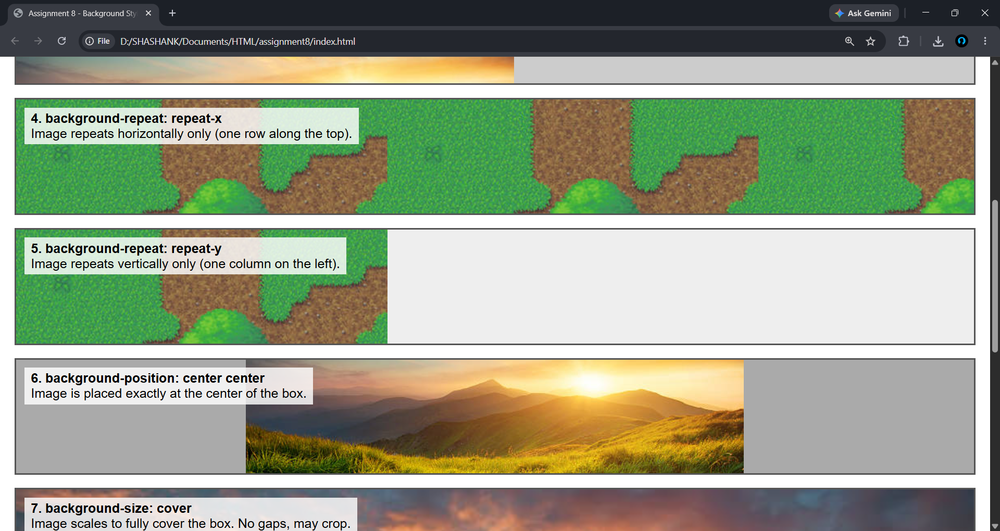 Assignment 8 - Background Sty
Ask Gemini
File
D:/SHASHANK/Documents/HTML/assignment8/index.html
4. background-repeat: repeat-x
Image repeats horizontally only (one row along the top).
5. background-repeat: repeat-y
Image repeats vertically only (one column on the left).
6. background-position: center center
Image is placed exactly at the center of the box.
7. background-size: cover
Image scales to fully cover the box. No gaps, may crop.